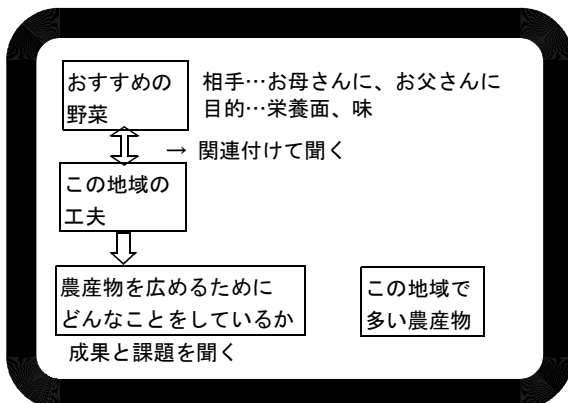 おすすめの
野菜
相手…お母さんに、お父さんに
目的…栄養面、味
→ 関連付けて聞く
この地域の
工夫
農産物を広めるために
どんなことをしているか
成果と課題を聞く
この地域で
多い農産物